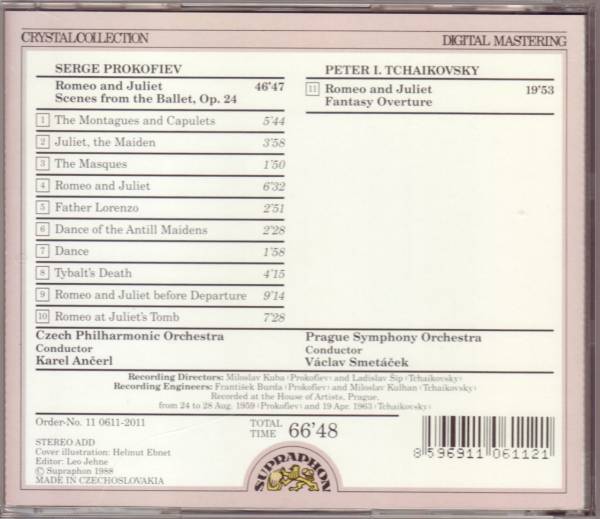 CRYSTALCOLLECTION
DIGITAL MASTERING
SERGE PROKOFIEV
Romeo and Juliet 46'47
Scenes from the Ballet, Op. 24
1 The Montagues and Capulets 5'44
2 Juliet, the Maiden 3'58
3 The Masques 1'50
4 Romeo and Juliet 6'32
5 Father Lorenzo 2'51
6 Dance of the Antill Maidens 2'28
7 Dance 1'58
8 Tybalt's Death 4'15
9 Romeo and Juliet before Departure 9'14
10 Romeo at Juliet's Tomb 7'28
Czech Philharmonic Orchestra
Conductor
Karel Ančerl
PETER I. TCHAIKOVSKY
11 Romeo and Juliet 19'53
Fantasy Overture
Prague Symphony Orchestra
Conductor
Václav Smetáček
Recording Directors: Miloslav Kuba (Prokofiev) and Ladislav Šíp (Tchaikovsky)
Recording Engineers: František Burda (Prokofiev) and Miloslav Kulhan (Tchaikovsky)
Recorded at the House of Artists, Prague,
from 24 to 28 Aug. 1959 (Prokofiev) and 19 Apr. 1963 (Tchaikovsky)
Order-No. 11 0611-2011
STEREO ADD
Cover illustration: Helmut Ebnet
Editor: Leo Jehne
© Supraphon 1988
MADE IN CZECHOSLOVAKIA
TOTAL
TIME 66'48
SUPRAPHON
8 596911 061121